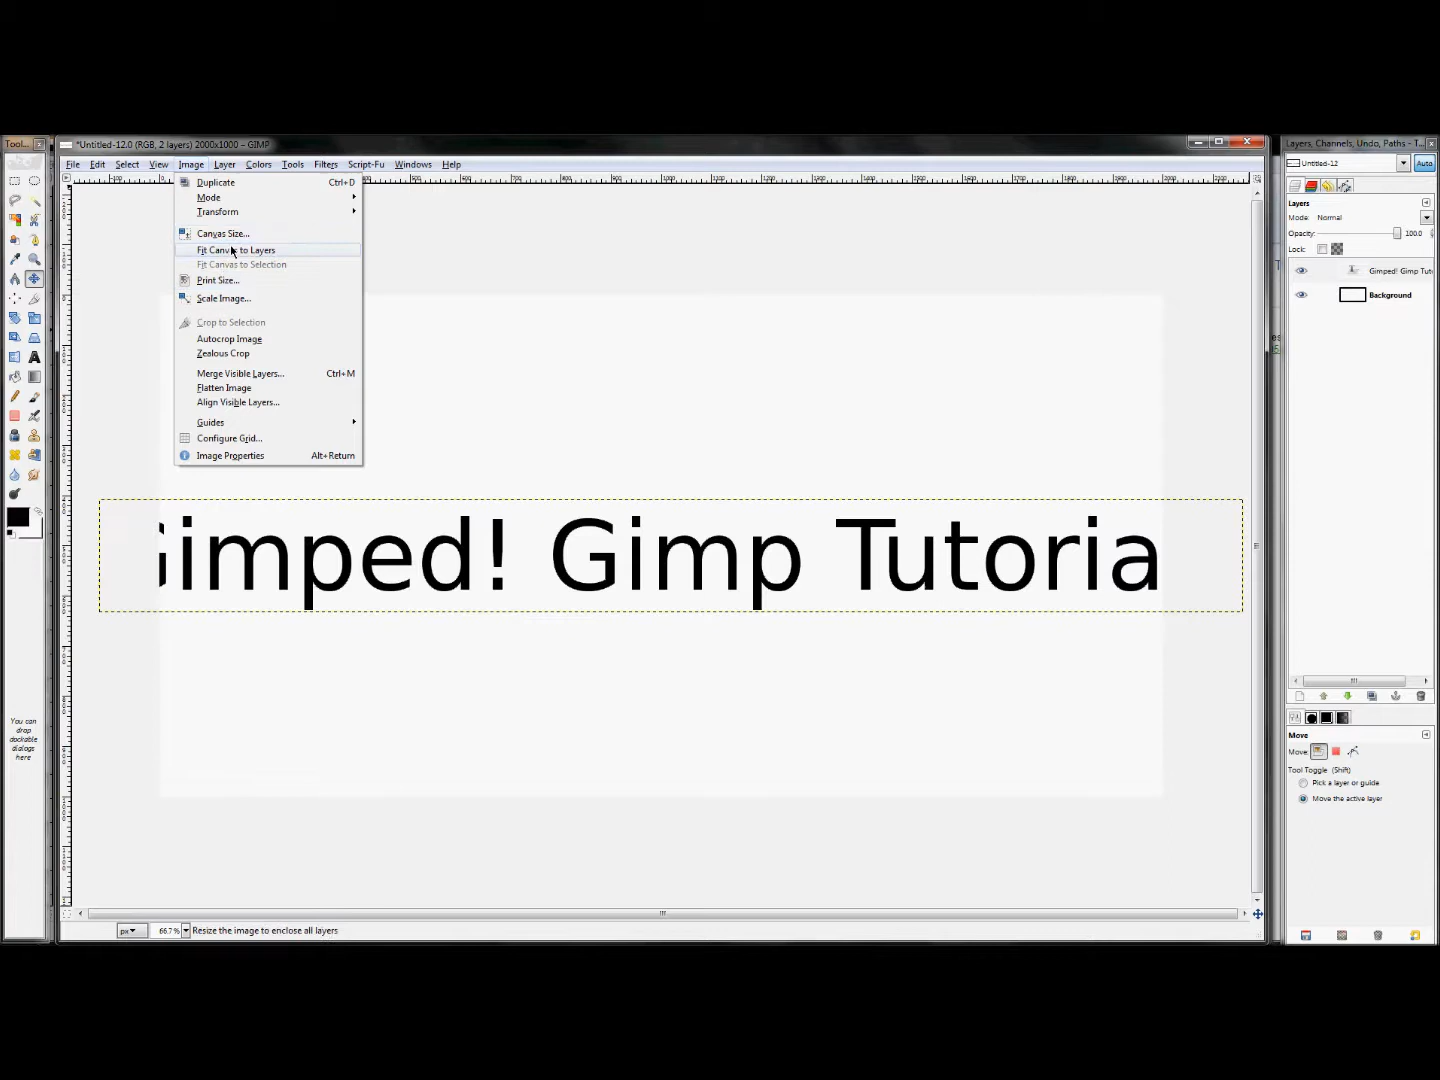 Tool...
*Untitled-12.0 (RGB, 2 layers) 2000x1000 – GIMP
Layers, Channels, Undo, Paths - T...
File Edit Select View Image Layer Colors Tools Filters Script-Fu Windows Help
Untitled-12 Auto
Duplicate Ctrl+D
Mode
Transform
Canvas Size...
Fit Canvas to Layers
Fit Canvas to Selection
Print Size...
Scale Image...
Crop to Selection
Autocrop Image
Zealous Crop
Merge Visible Layers... Ctrl+M
Flatten Image
Align Visible Layers...
Guides
Configure Grid...
Image Properties Alt+Return
Gimped! Gimp Tutoria
You can
drop
dockable
dialogs
here
px 66.7% Resize the image to enclose all layers
Layers
Mode: Normal
Opacity: 100.0
Lock:
Gimped! Gimp Tut
Background
Move
Move:
Tool Toggle (Shift)
Pick a layer or guide
Move the active layer